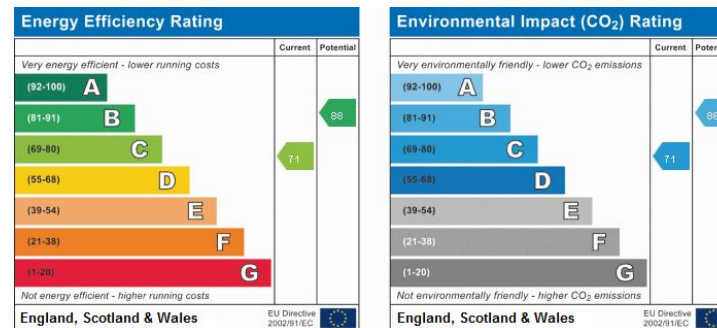 Energy Efficiency Rating
Current Potential
Very energy efficient - lower running costs
(92-100) A
(81-91) B
88
(69-80) C
71
(55-68) D
(39-54) E
(21-38) F
(1-20) G
Not energy efficient - higher running costs
England, Scotland & Wales
EU Directive
2002/91/EC
Environmental Impact (CO₂) Rating
Current Poten
Very environmentally friendly - lower CO₂ emissions
(92-100) A
(81-91) B
88
(69-80) C
71
(55-68) D
(39-54) E
(21-38) F
(1-20) G
Not environmentally friendly - higher CO₂ emissions
England, Scotland & Wales
EU Directive
2002/91/EC